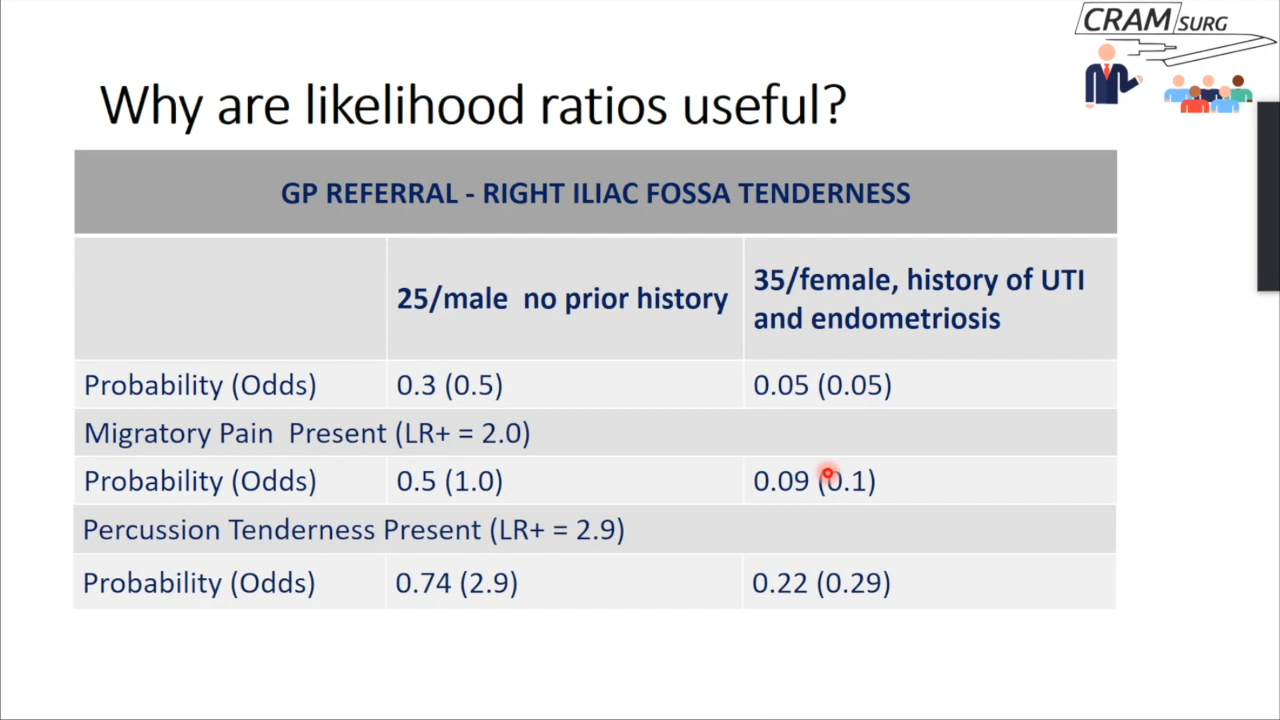 CRAM SURG
Why are likelihood ratios useful?
GP REFERRAL - RIGHT ILIAC FOSSA TENDERNESS
25/male no prior history
35/female, history of UTI
and endometriosis
Probability (Odds) 0.3 (0.5) 0.05 (0.05)
Migratory Pain Present (LR+ = 2.0)
Probability (Odds) 0.5 (1.0) 0.09 (0.1)
Percussion Tenderness Present (LR+ = 2.9)
Probability (Odds) 0.74 (2.9) 0.22 (0.29)